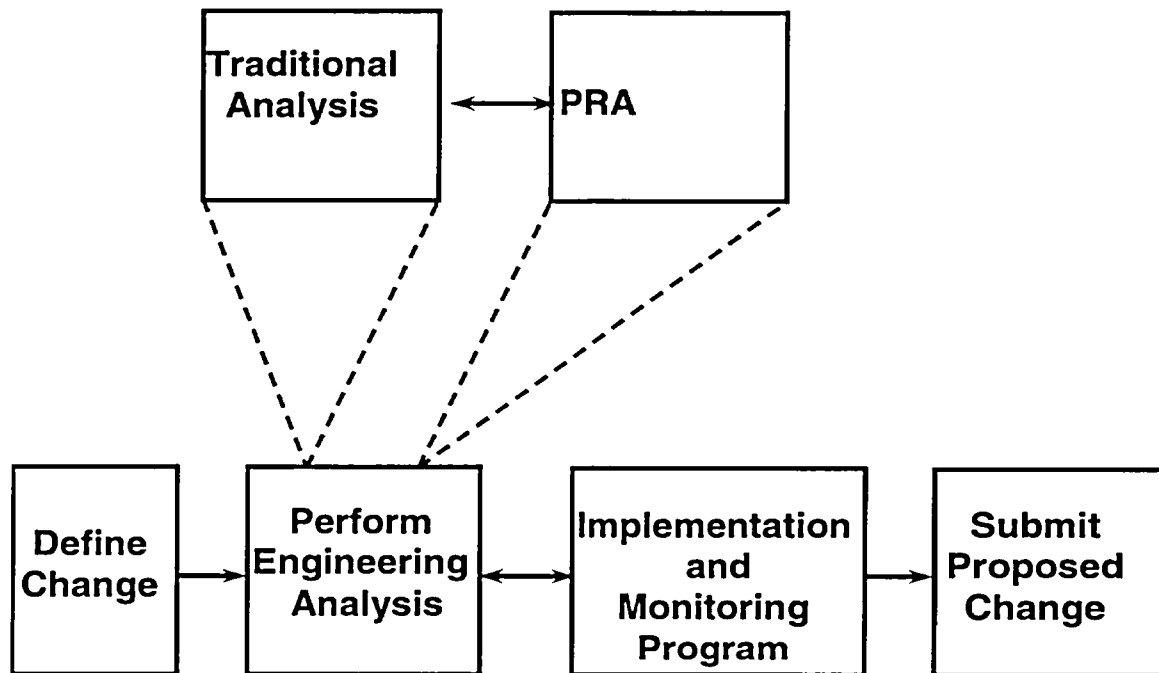 Traditional
Analysis
PRA
Define
Change
Perform
Engineering
Analysis
Implementation
and
Monitoring
Program
Submit
Proposed
Change